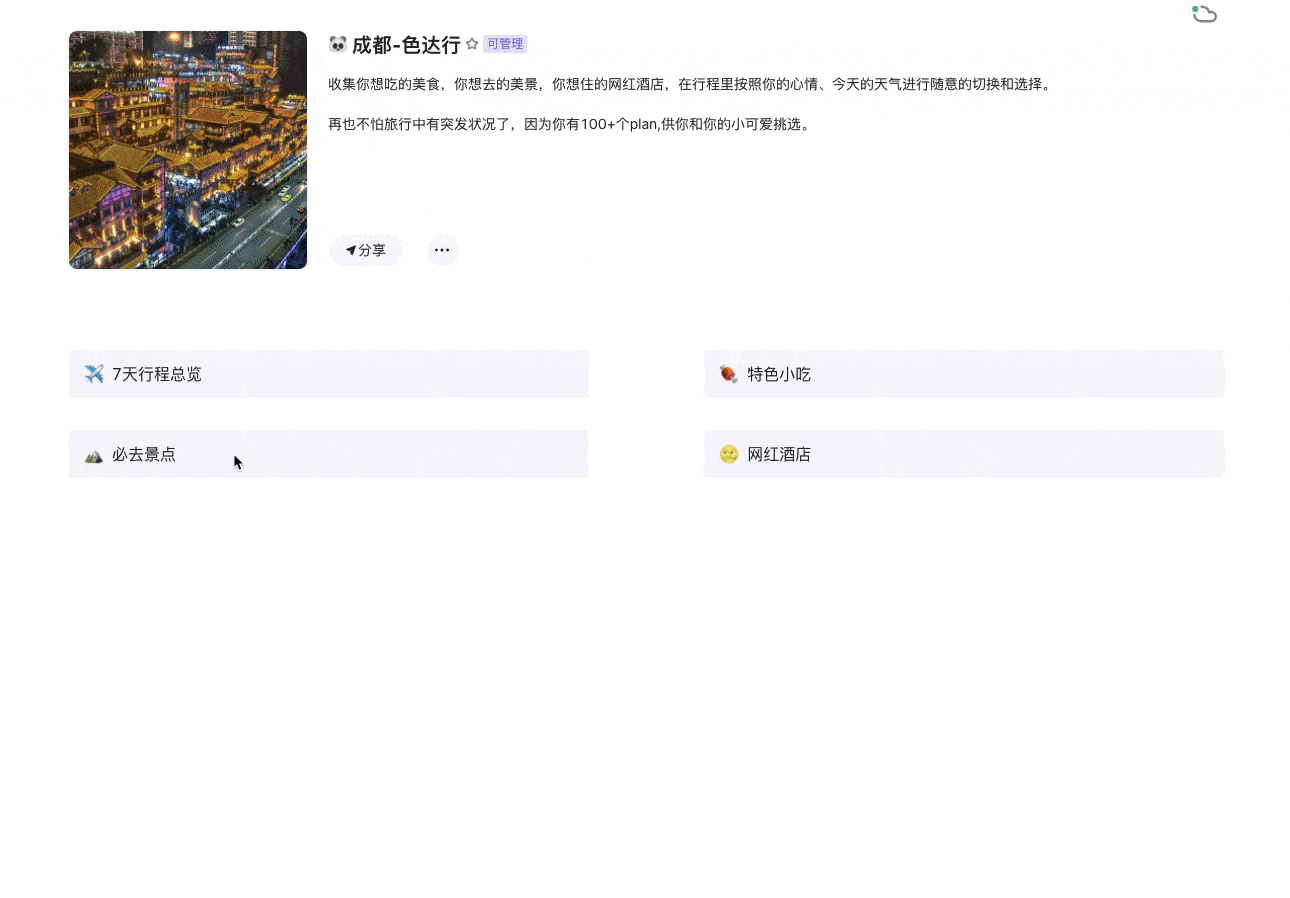 成都-色达行
可管理
收集你想吃的美食，你想去的美景，你想住的网红酒店，在行程里按照你的心情、今天的天气进行随意的切换和选择。
再也不怕旅行中有突发状况了，因为你有100+个plan,供你和你的小可爱挑选。
分享
7天行程总览
特色小吃
必去景点
网红酒店